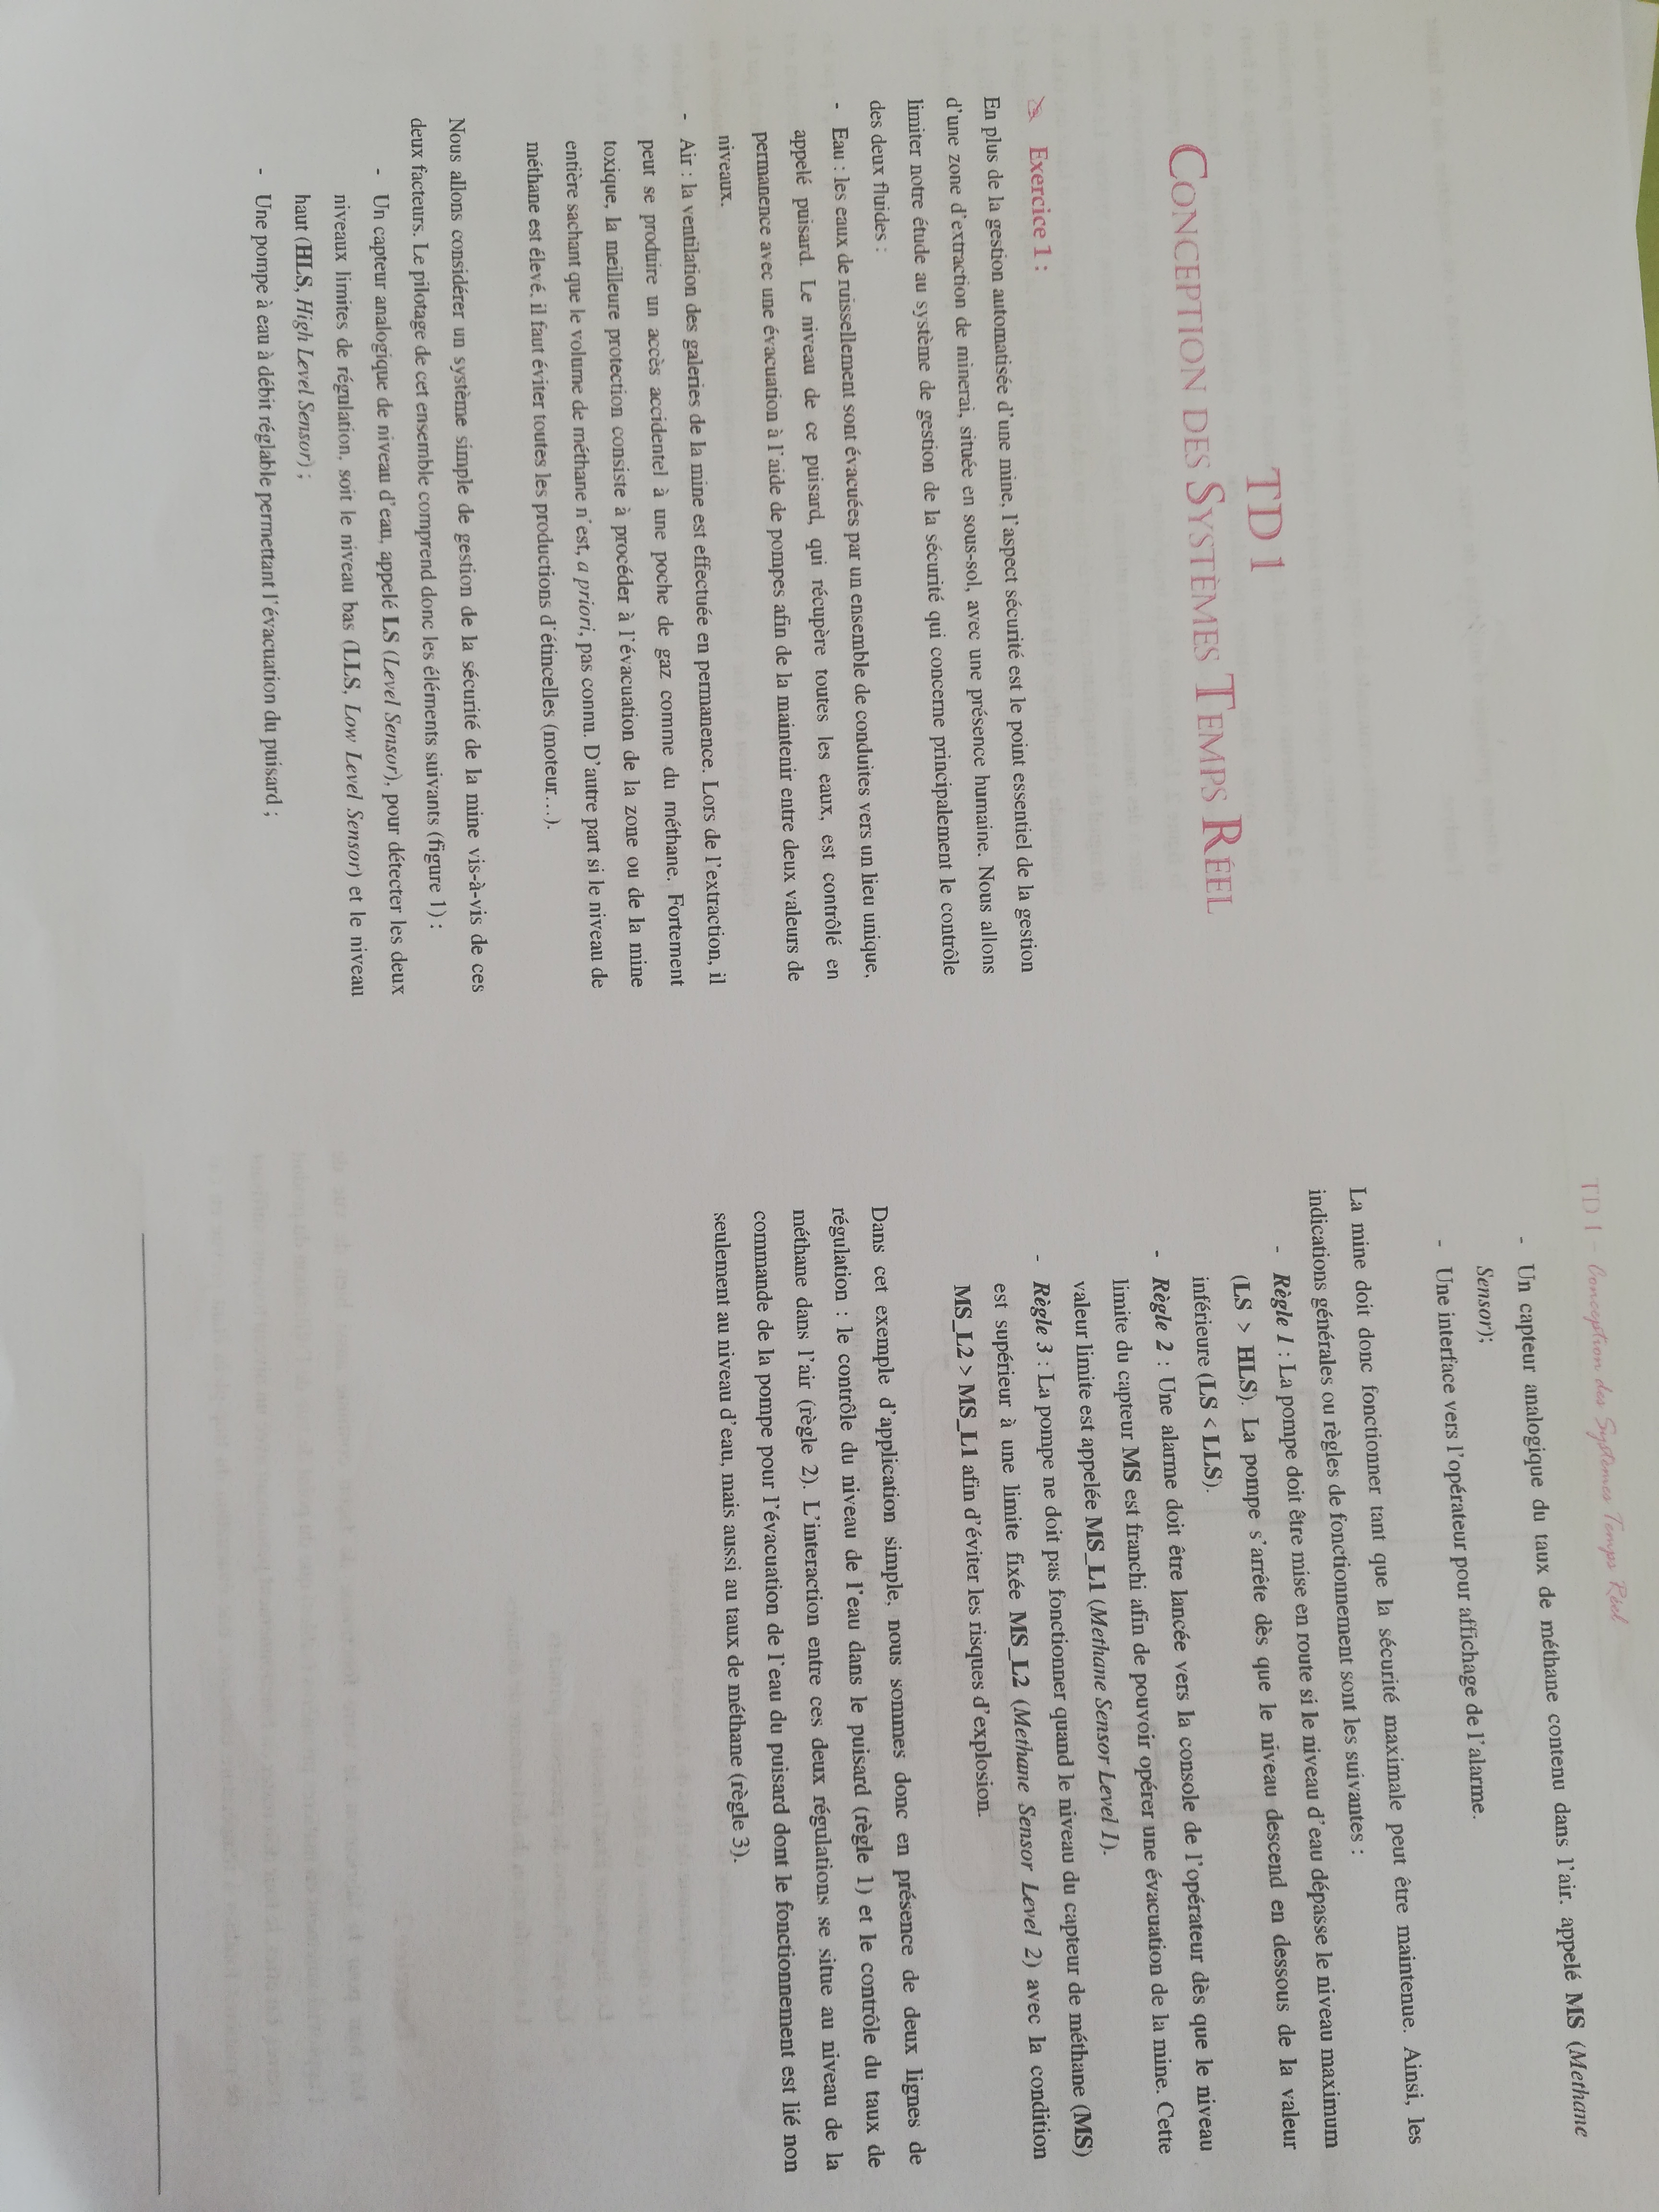 TD 1
CONCEPTION DES SYSTÈMES TEMPS RÉEL
Exercice 1 :
En plus de la gestion automatisée d'une mine, l'aspect sécurité est le point essentiel de la gestion
d'une zone d'extraction de minerai, située en sous-sol, avec une présence humaine. Nous allons
limiter notre étude au système de gestion de la sécurité qui concerne principalement le contrôle
des deux fluides :
- Eau : les eaux de ruissellement sont évacuées par un ensemble de conduites vers un lieu unique,
appelé puisard. Le niveau de ce puisard, qui récupère toutes les eaux, est contrôlé en
permanence avec une évacuation à l'aide de pompes afin de la maintenir entre deux valeurs de
niveaux.
- Air : la ventilation des galeries de la mine est effectuée en permanence. Lors de l'extraction, il
peut se produire un accès accidentel à une poche de gaz comme du méthane. Fortement
toxique, la meilleure protection consiste à procéder à l'évacuation de la zone ou de la mine
entière sachant que le volume de méthane n'est, a priori, pas connu. D'autre part si le niveau de
méthane est élevé, il faut éviter toutes les productions d'étincelles (moteur…).
Nous allons considérer un système simple de gestion de la sécurité de la mine vis-à-vis de ces
deux facteurs. Le pilotage de cet ensemble comprend donc les éléments suivants (figure 1) :
- Un capteur analogique de niveau d'eau, appelé LS (Level Sensor), pour détecter les deux
niveaux limites de régulation, soit le niveau bas (LLS, Low Level Sensor) et le niveau
haut (HLS, High Level Sensor) ;
- Une pompe à eau à débit réglable permettant l'évacuation du puisard ;
TD 1 – Conception des Systèmes Temps Réel
- Un capteur analogique du taux de méthane contenu dans l'air, appelé MS (Methane
Sensor);
- Une interface vers l'opérateur pour affichage de l'alarme.
La mine doit donc fonctionner tant que la sécurité maximale peut être maintenue. Ainsi, les
indications générales ou règles de fonctionnement sont les suivantes :
- Règle 1 : La pompe doit être mise en route si le niveau d'eau dépasse le niveau maximum
(LS > HLS). La pompe s'arrête dès que le niveau descend en dessous de la valeur
inférieure (LS < LLS).
- Règle 2 : Une alarme doit être lancée vers la console de l'opérateur dès que le niveau
limite du capteur MS est franchi afin de pouvoir opérer une évacuation de la mine. Cette
valeur limite est appelée MS_L1 (Methane Sensor Level 1).
- Règle 3 : La pompe ne doit pas fonctionner quand le niveau du capteur de méthane (MS)
est supérieur à une limite fixée MS_L2 (Methane Sensor Level 2) avec la condition
MS_L2 > MS_L1 afin d'éviter les risques d'explosion.
Dans cet exemple d'application simple, nous sommes donc en présence de deux lignes de
régulation : le contrôle du niveau de l'eau dans le puisard (règle 1) et le contrôle du taux de
méthane dans l'air (règle 2). L'interaction entre ces deux régulations se situe au niveau de la
commande de la pompe pour l'évacuation de l'eau du puisard dont le fonctionnement est lié non
seulement au niveau d'eau, mais aussi au taux de méthane (règle 3).